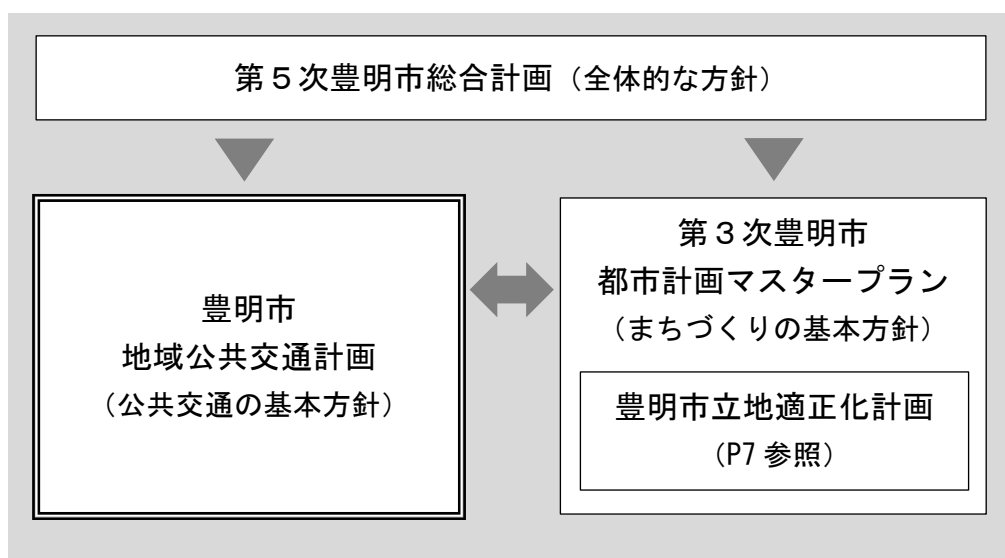 第５次豊明市総合計画（全体的な方針）
豊明市
地域公共交通計画
（公共交通の基本方針）
第３次豊明市
都市計画マスタープラン
（まちづくりの基本方針）
豊明市立地適正化計画
（P7 参照）